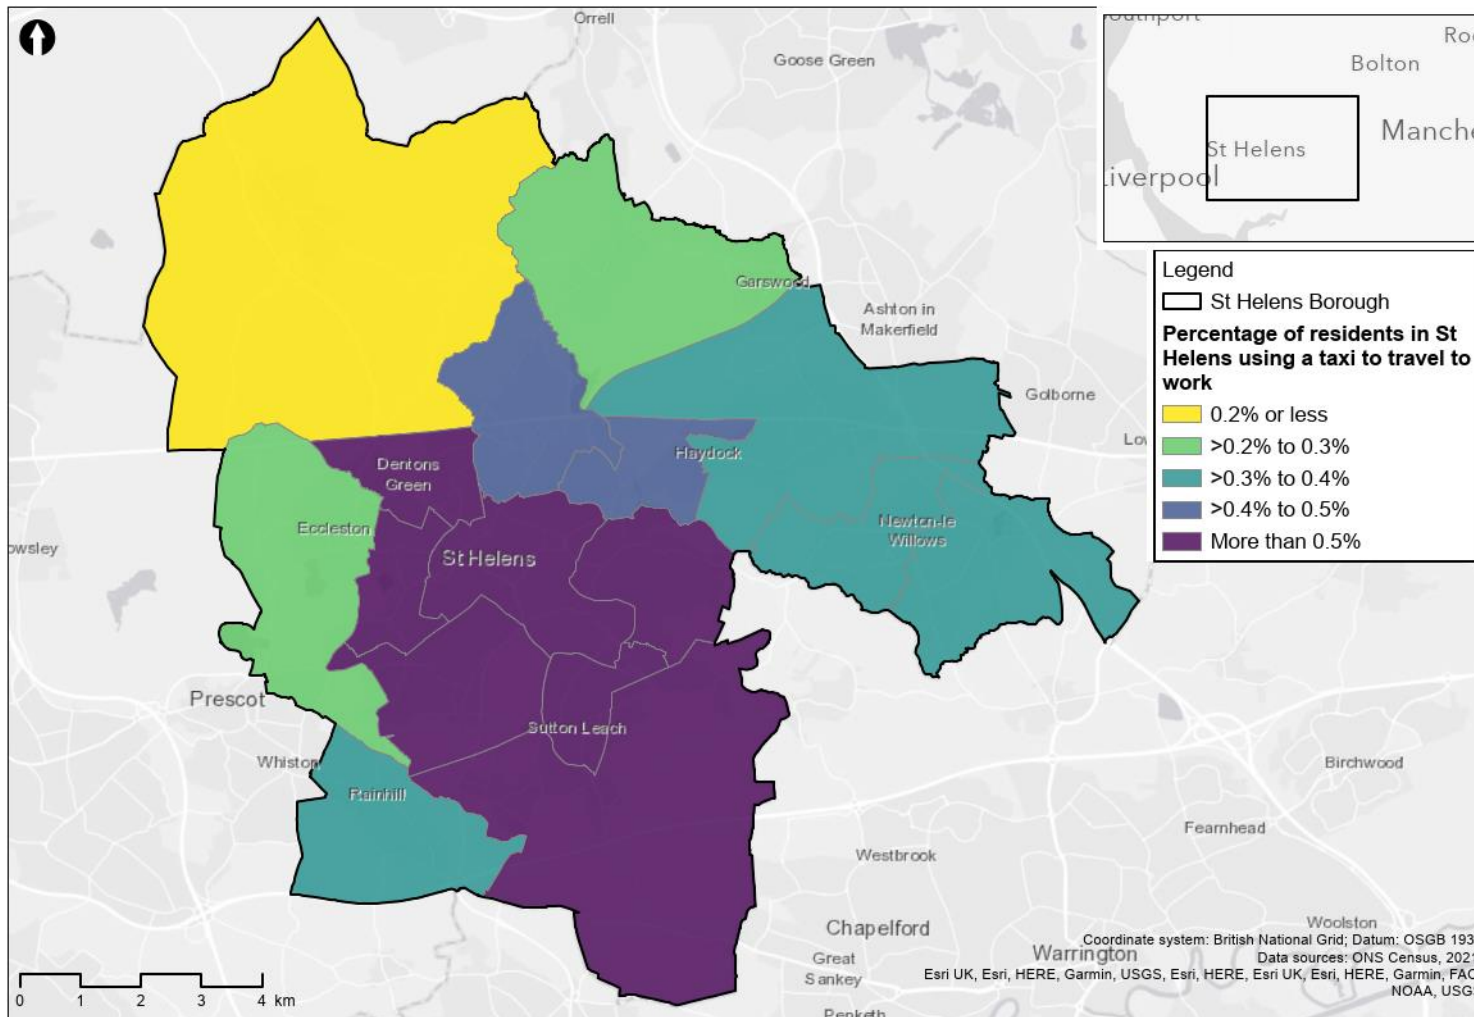 Orrell
Goose Green
Garswood
Ashton in
Makerfield
Golborne
Dentons
Green
Haydock
Eccleston
St Helens
Newton-le
Willows
Prescot
Sutton Leach
Whiston
Rainhill
Birchwood
Fearnhead
Westbrook
Chapelford
Woolston
Warrington
Great
Sankey
Penketh
0 1 2 3 4 km
Bolton
St Helens
Liverpool
Legend
St Helens Borough
Percentage of residents in St
Helens using a taxi to travel to
work
0.2% or less
>0.2% to 0.3%
>0.3% to 0.4%
>0.4% to 0.5%
More than 0.5%
Coordinate system: British National Grid; Datum: OSGB 193
Data sources: ONS Census, 2021
Esri UK, Esri, HERE, Garmin, USGS, Esri, HERE, Esri UK, Esri, HERE, Garmin, FAO
NOAA, USGS